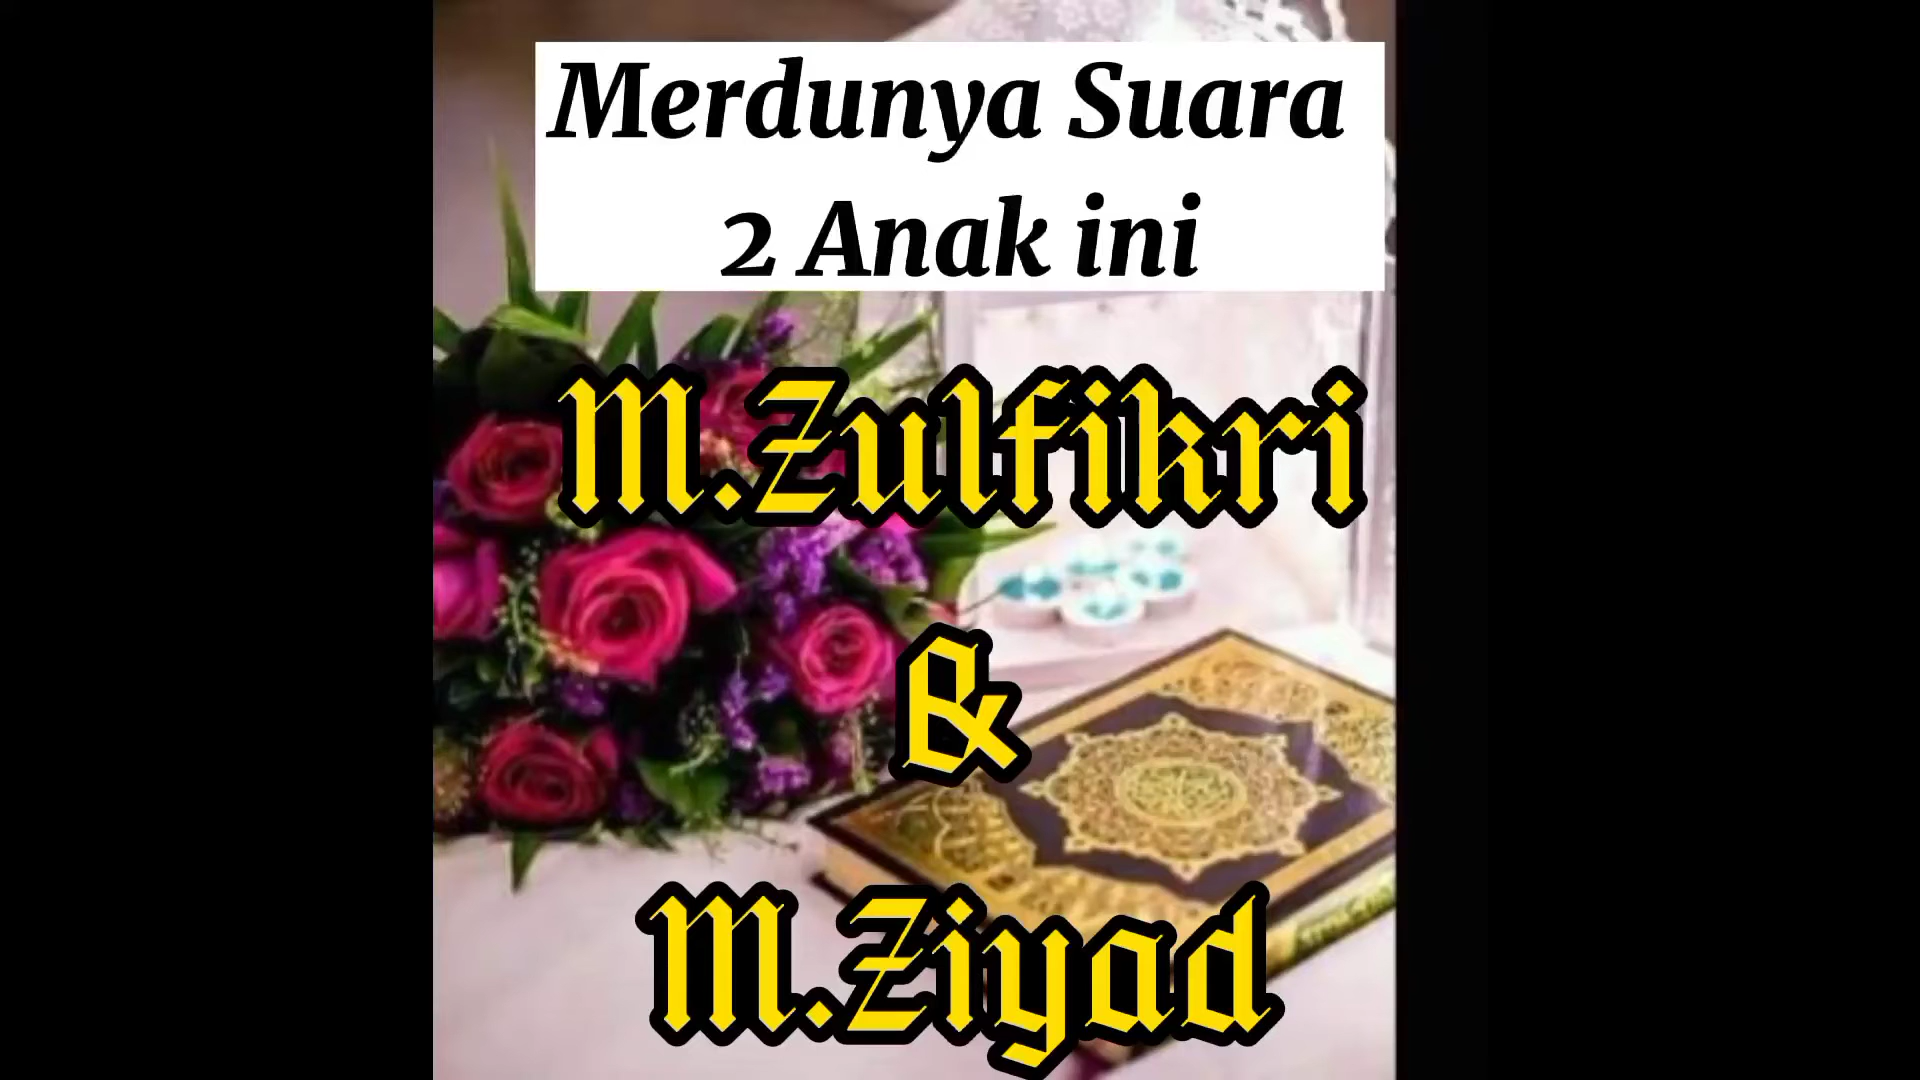 Merdunya Suara
2 Anak ini
M.Zulfikri
&
M.Ziyad